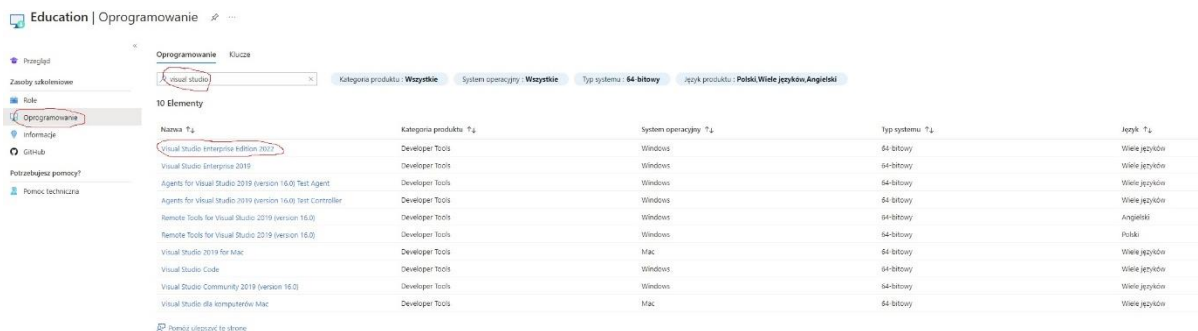 Education | Oprogramowanie
Przegląd
Zasoby szkoleniowe
Role
Oprogramowanie
Informacje
GitHub
Potrzebujesz pomocy?
Pomoc techniczna
Oprogramowanie Klucze
visual studio
Kategoria produktu : Wszystkie System operacyjny : Wszystkie Typ systemu : 64-bitowy Język produktu : Polski,Wiele języków,Angielski
10 Elementy
Nazwa Kategoria produktu System operacyjny Typ systemu Język
Visual Studio Enterprise Edition 2022 Developer Tools Windows 64-bitowy Wiele języków
Visual Studio Enterprise 2019 Developer Tools Windows 64-bitowy Wiele języków
Agents for Visual Studio 2019 (version 16.0) Test Agent Developer Tools Windows 64-bitowy Wiele języków
Agents for Visual Studio 2019 (version 16.0) Test Controller Developer Tools Windows 64-bitowy Wiele języków
Remote Tools for Visual Studio 2019 (version 16.0) Developer Tools Windows 64-bitowy Angielski
Remote Tools for Visual Studio 2019 (version 16.0) Developer Tools Windows 64-bitowy Polski
Visual Studio 2019 for Mac Developer Tools Mac 64-bitowy Wiele języków
Visual Studio Code Developer Tools Windows 64-bitowy Wiele języków
Visual Studio Community 2019 (version 16.0) Developer Tools Windows 64-bitowy Wiele języków
Visual Studio dla komputerów Mac Developer Tools Mac 64-bitowy Wiele języków
Pomóż ulepszyć tę stronę